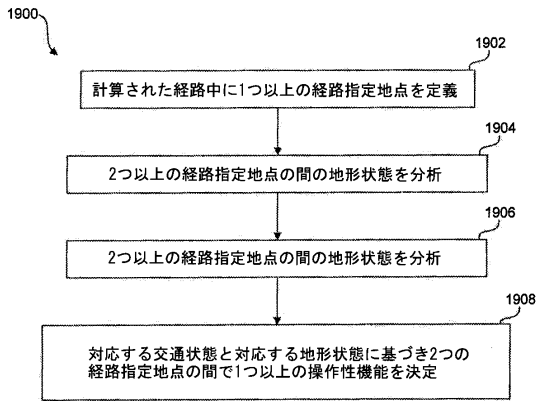 1900
1902
計算された経路中に1つ以上の経路指定地点を定義
1904
2つ以上の経路指定地点の間の地形状態を分析
1906
2つ以上の経路指定地点の間の地形状態を分析
1908
対応する交通状態と対応する地形状態に基づき2つの
経路指定地点の間で1つ以上の操作性機能を決定